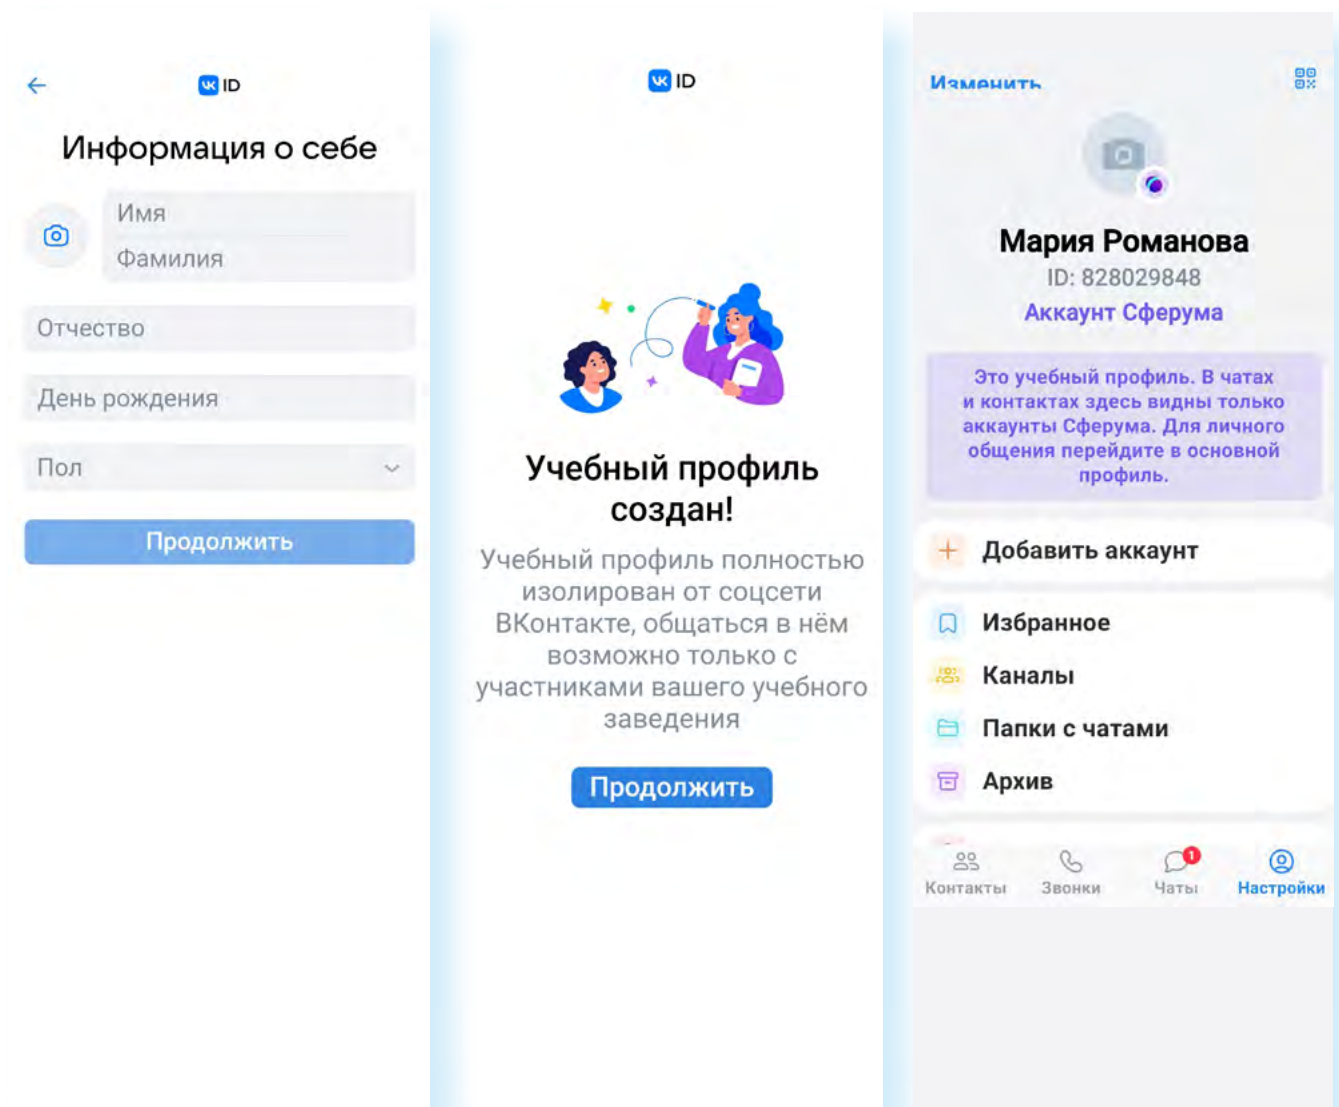 VK ID
Информация о себе
Имя
Фамилия
Отчество
День рождения
Пол
Продолжить
VK ID
Учебный профиль
создан!
Учебный профиль полностью
изолирован от соцсети
ВКонтакте, общаться в нём
возможно только с
участниками вашего учебного
заведения
Продолжить
Изменить
Мария Романова
ID: 828029848
Аккаунт Сферума
Это учебный профиль. В чатах
и контактах здесь видны только
аккаунты Сферума. Для личного
общения перейдите в основной
профиль.
Добавить аккаунт
Избранное
Каналы
Папки с чатами
Архив
1
Контакты Звонки Чаты Настройки